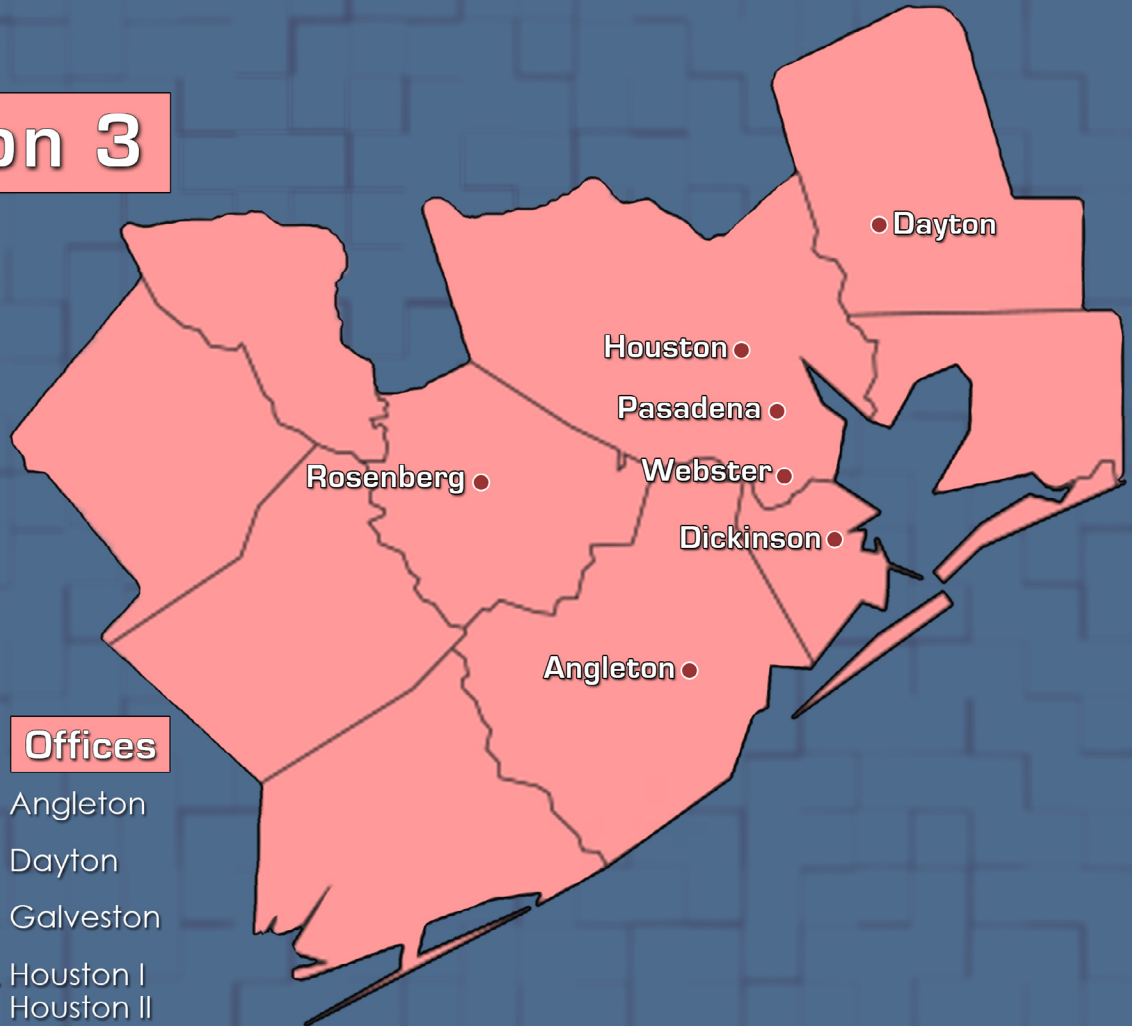 on 3
Dayton
Houston
Pasadena
Rosenberg
Webster
Dickinson
Angleton
Offices
Angleton
Dayton
Galveston
Houston I
Houston II